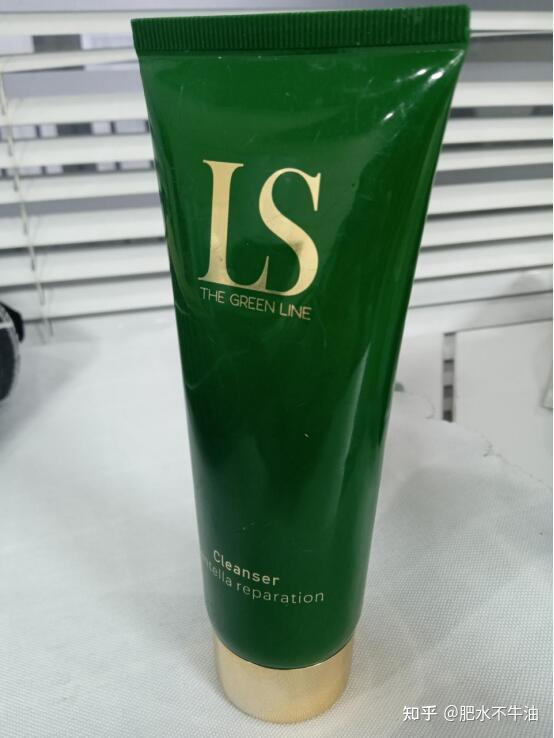 LS
THE GREEN LINE
Cleanser
reparation
知乎 @肥水不牛油